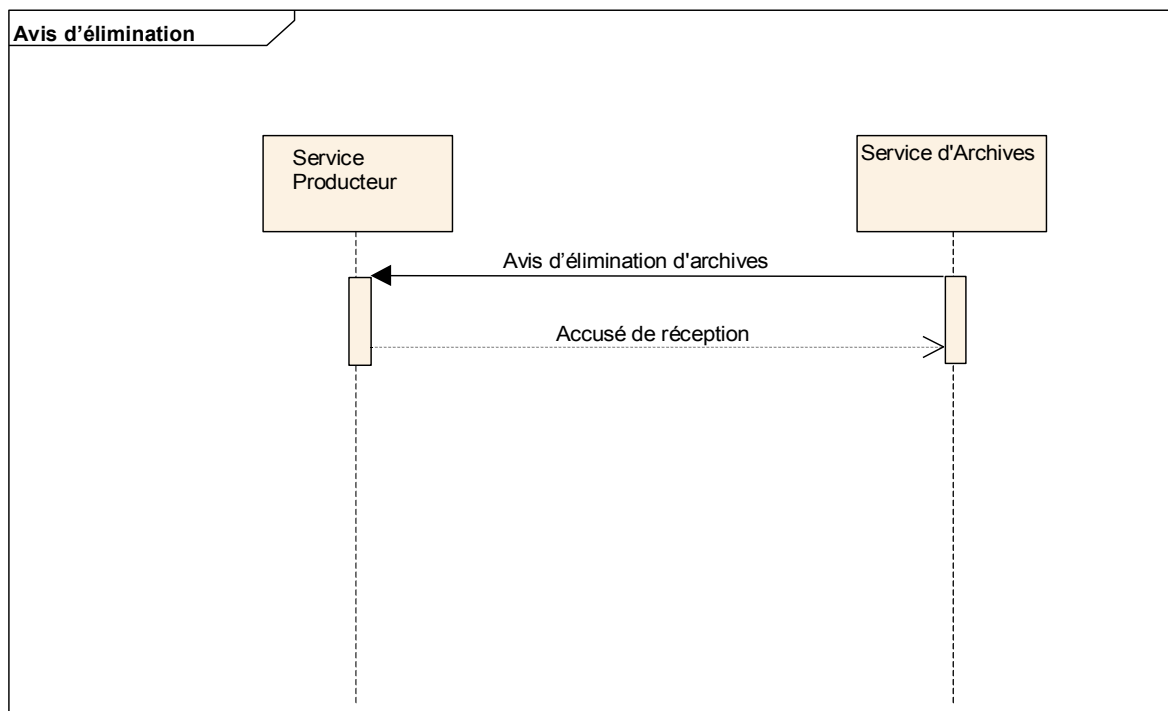 Avis d’élimination
Service
Producteur
Service d'Archives
Avis d’élimination d'archives
Accusé de réception